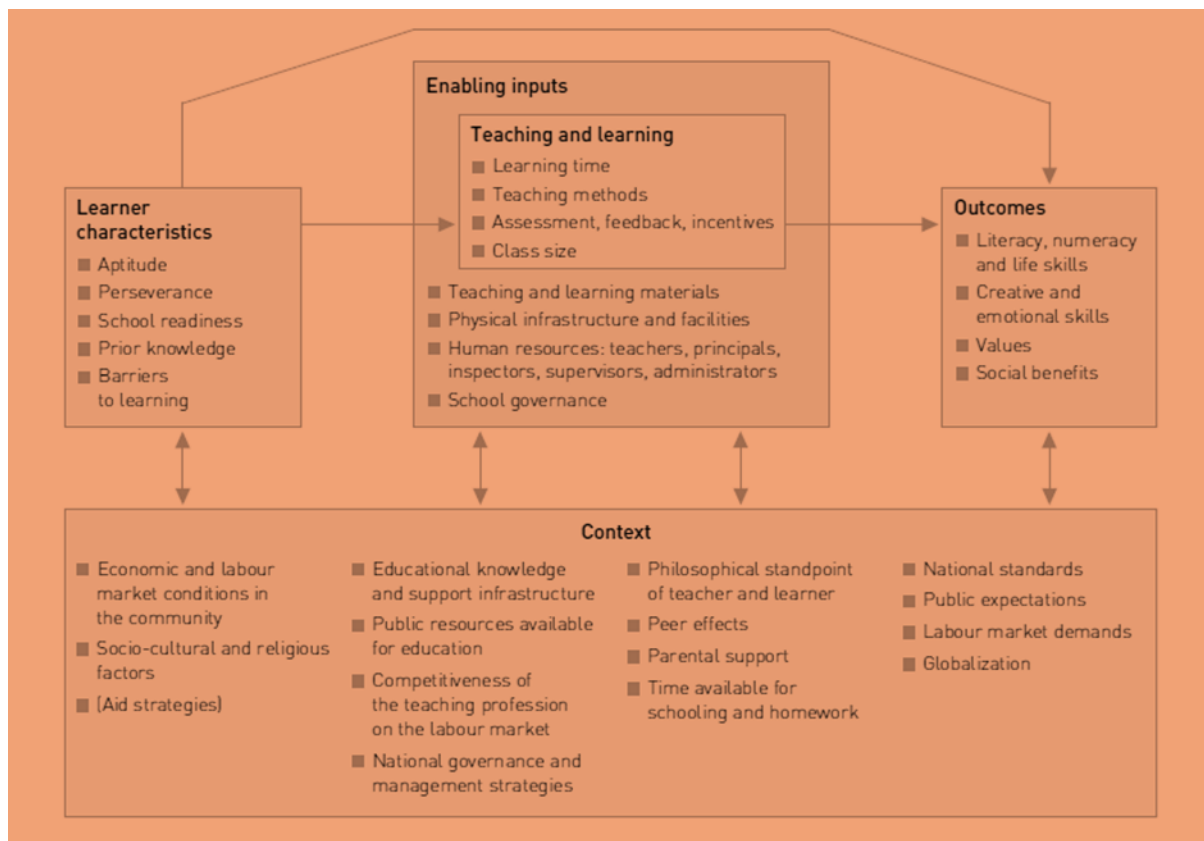 Enabling inputs
Teaching and learning
Learning time
Teaching methods
Assessment, feedback, incentives
Class size
Teaching and learning materials
Physical infrastructure and facilities
Human resources: teachers, principals,
inspectors, supervisors, administrators
School governance
Learner
characteristics
Aptitude
Perseverance
School readiness
Prior knowledge
Barriers
to learning
Outcomes
Literacy, numeracy
and life skills
Creative and
emotional skills
Values
Social benefits
Context
Economic and labour
market conditions in
the community
Socio-cultural and religious
factors
(Aid strategies)
Educational knowledge
and support infrastructure
Public resources available
for education
Competitiveness of
the teaching profession
on the labour market
National governance and
management strategies
Philosophical standpoint
of teacher and learner
Peer effects
Parental support
Time available for
schooling and homework
National standards
Public expectations
Labour market demands
Globalization